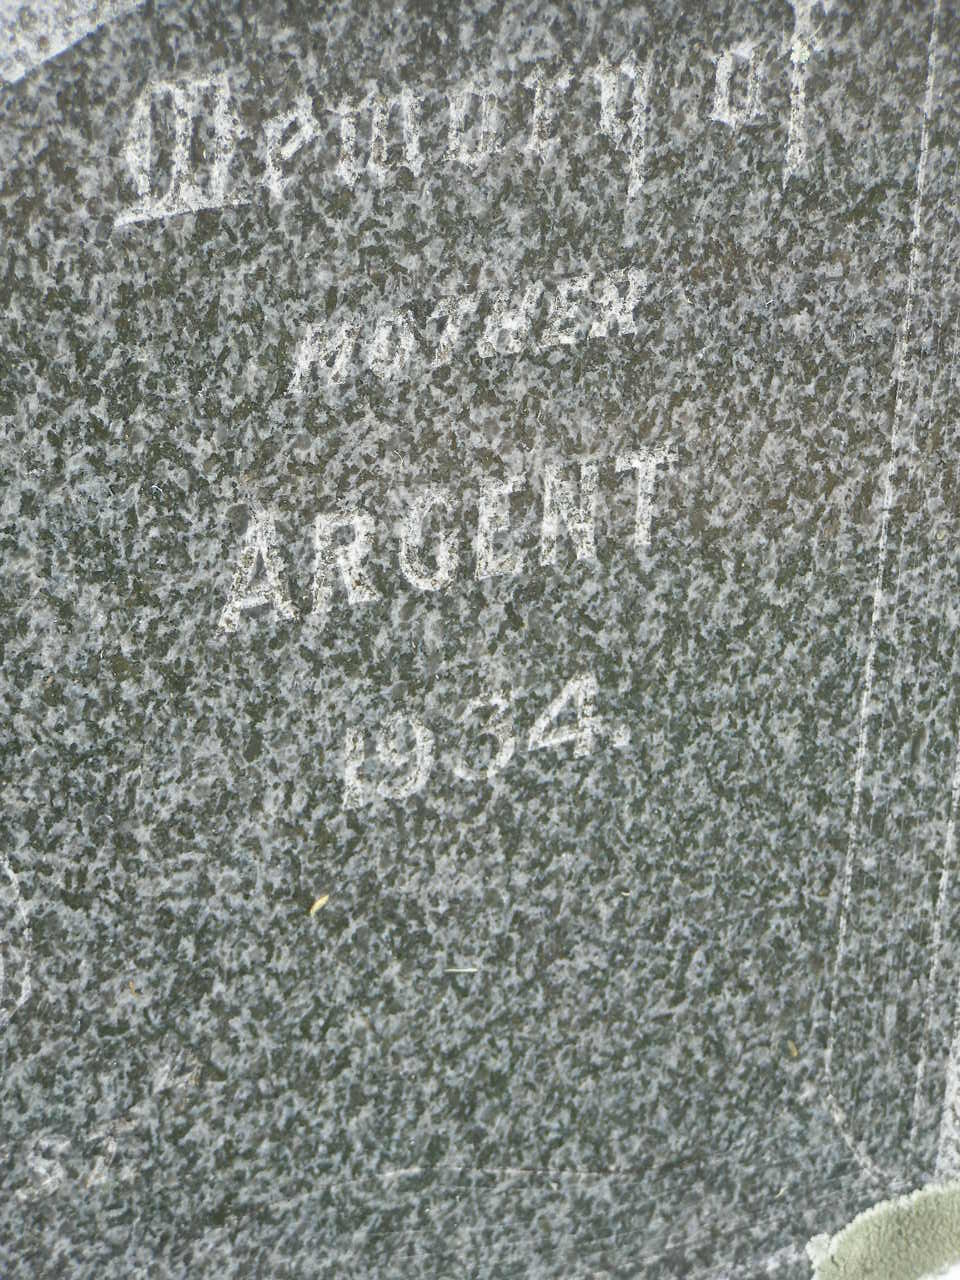 Memory of
MOTHER
ARGENT
1934.